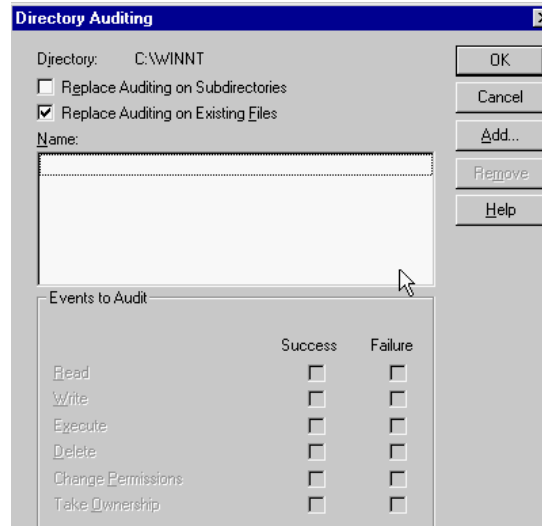 Directory Auditing
Directory: C:\WINNT
OK
Replace Auditing on Subdirectories
Cancel
Replace Auditing on Existing Files
Name:
Add...
Remove
Help
Events to Audit
Success Failure
Read
Write
Execute
Delete
Change Permissions
Take Ownership